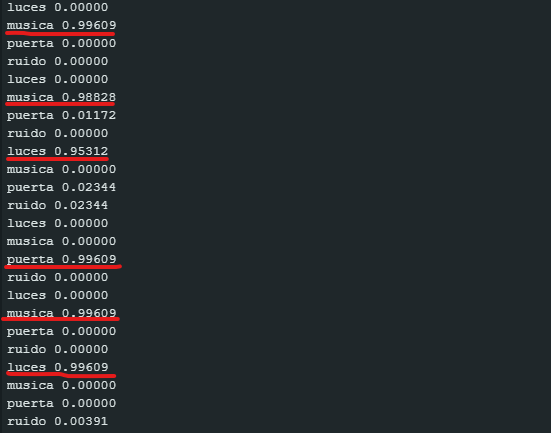 luces 0.00000
musica 0.99609
puerta 0.00000
ruido 0.00000
luces 0.00000
musica 0.98828
puerta 0.01172
ruido 0.00000
luces 0.95312
musica 0.00000
puerta 0.02344
ruido 0.02344
luces 0.00000
musica 0.00000
puerta 0.99609
ruido 0.00000
luces 0.00000
musica 0.99609
puerta 0.00000
ruido 0.00000
luces 0.99609
musica 0.00000
puerta 0.00000
ruido 0.00391